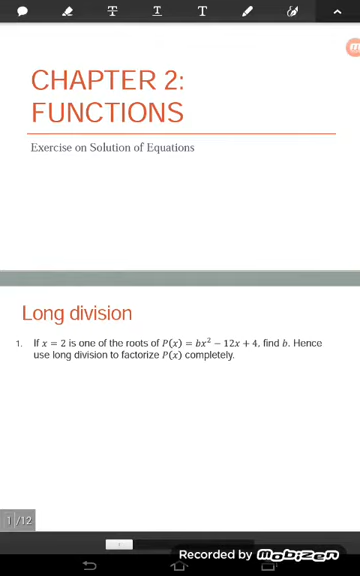 CHAPTER 2:
FUNCTIONS
Exercise on Solution of Equations
Long division
1. If x = 2 is one of the roots of P(x) = bx² − 12x + 4, find b. Hence
use long division to factorize P(x) completely.
1 /12
Recorded by mobizen